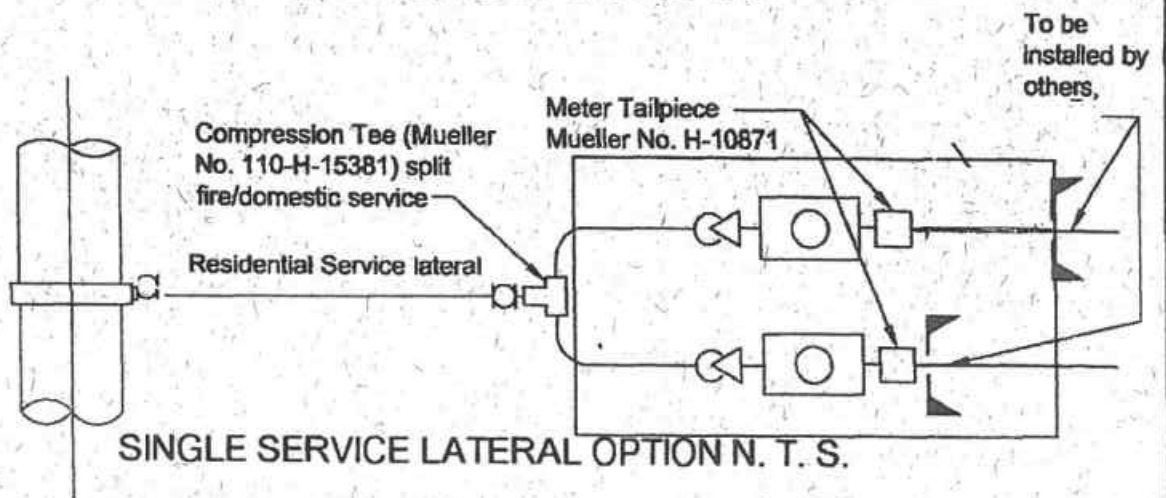 To be
installed by
others,
Meter Tailpiece
Mueller No. H-10871
Compression Tee (Mueller
No. 110-H-15381) split
fire/domestic service
Residential Service lateral
SINGLE SERVICE LATERAL OPTION N. T. S.